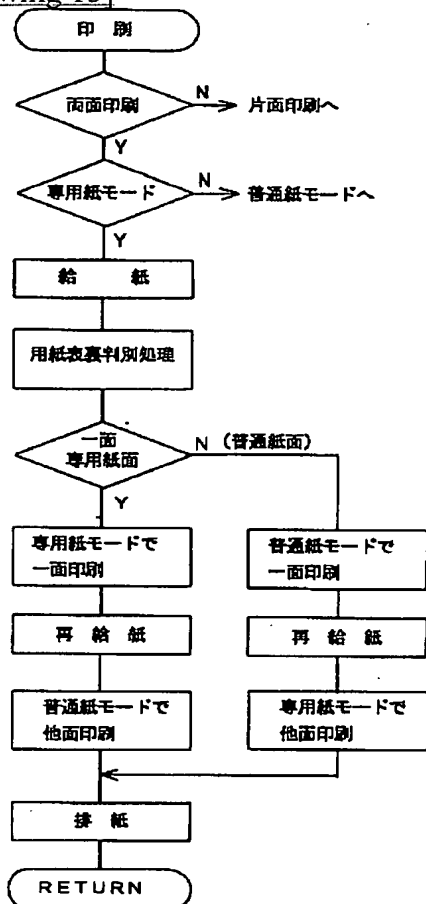 印 刷
両面印刷
N
片面印刷へ
Y
専用紙モード
N
普通紙モードへ
Y
給 紙
用紙表裏判別処理
一面
専用紙面
N (普通紙面)
Y
専用紙モードで
一面印刷
普通紙モードで
一面印刷
再 給 紙
再 給 紙
普通紙モードで
他面印刷
専用紙モードで
他面印刷
排 紙
RETURN